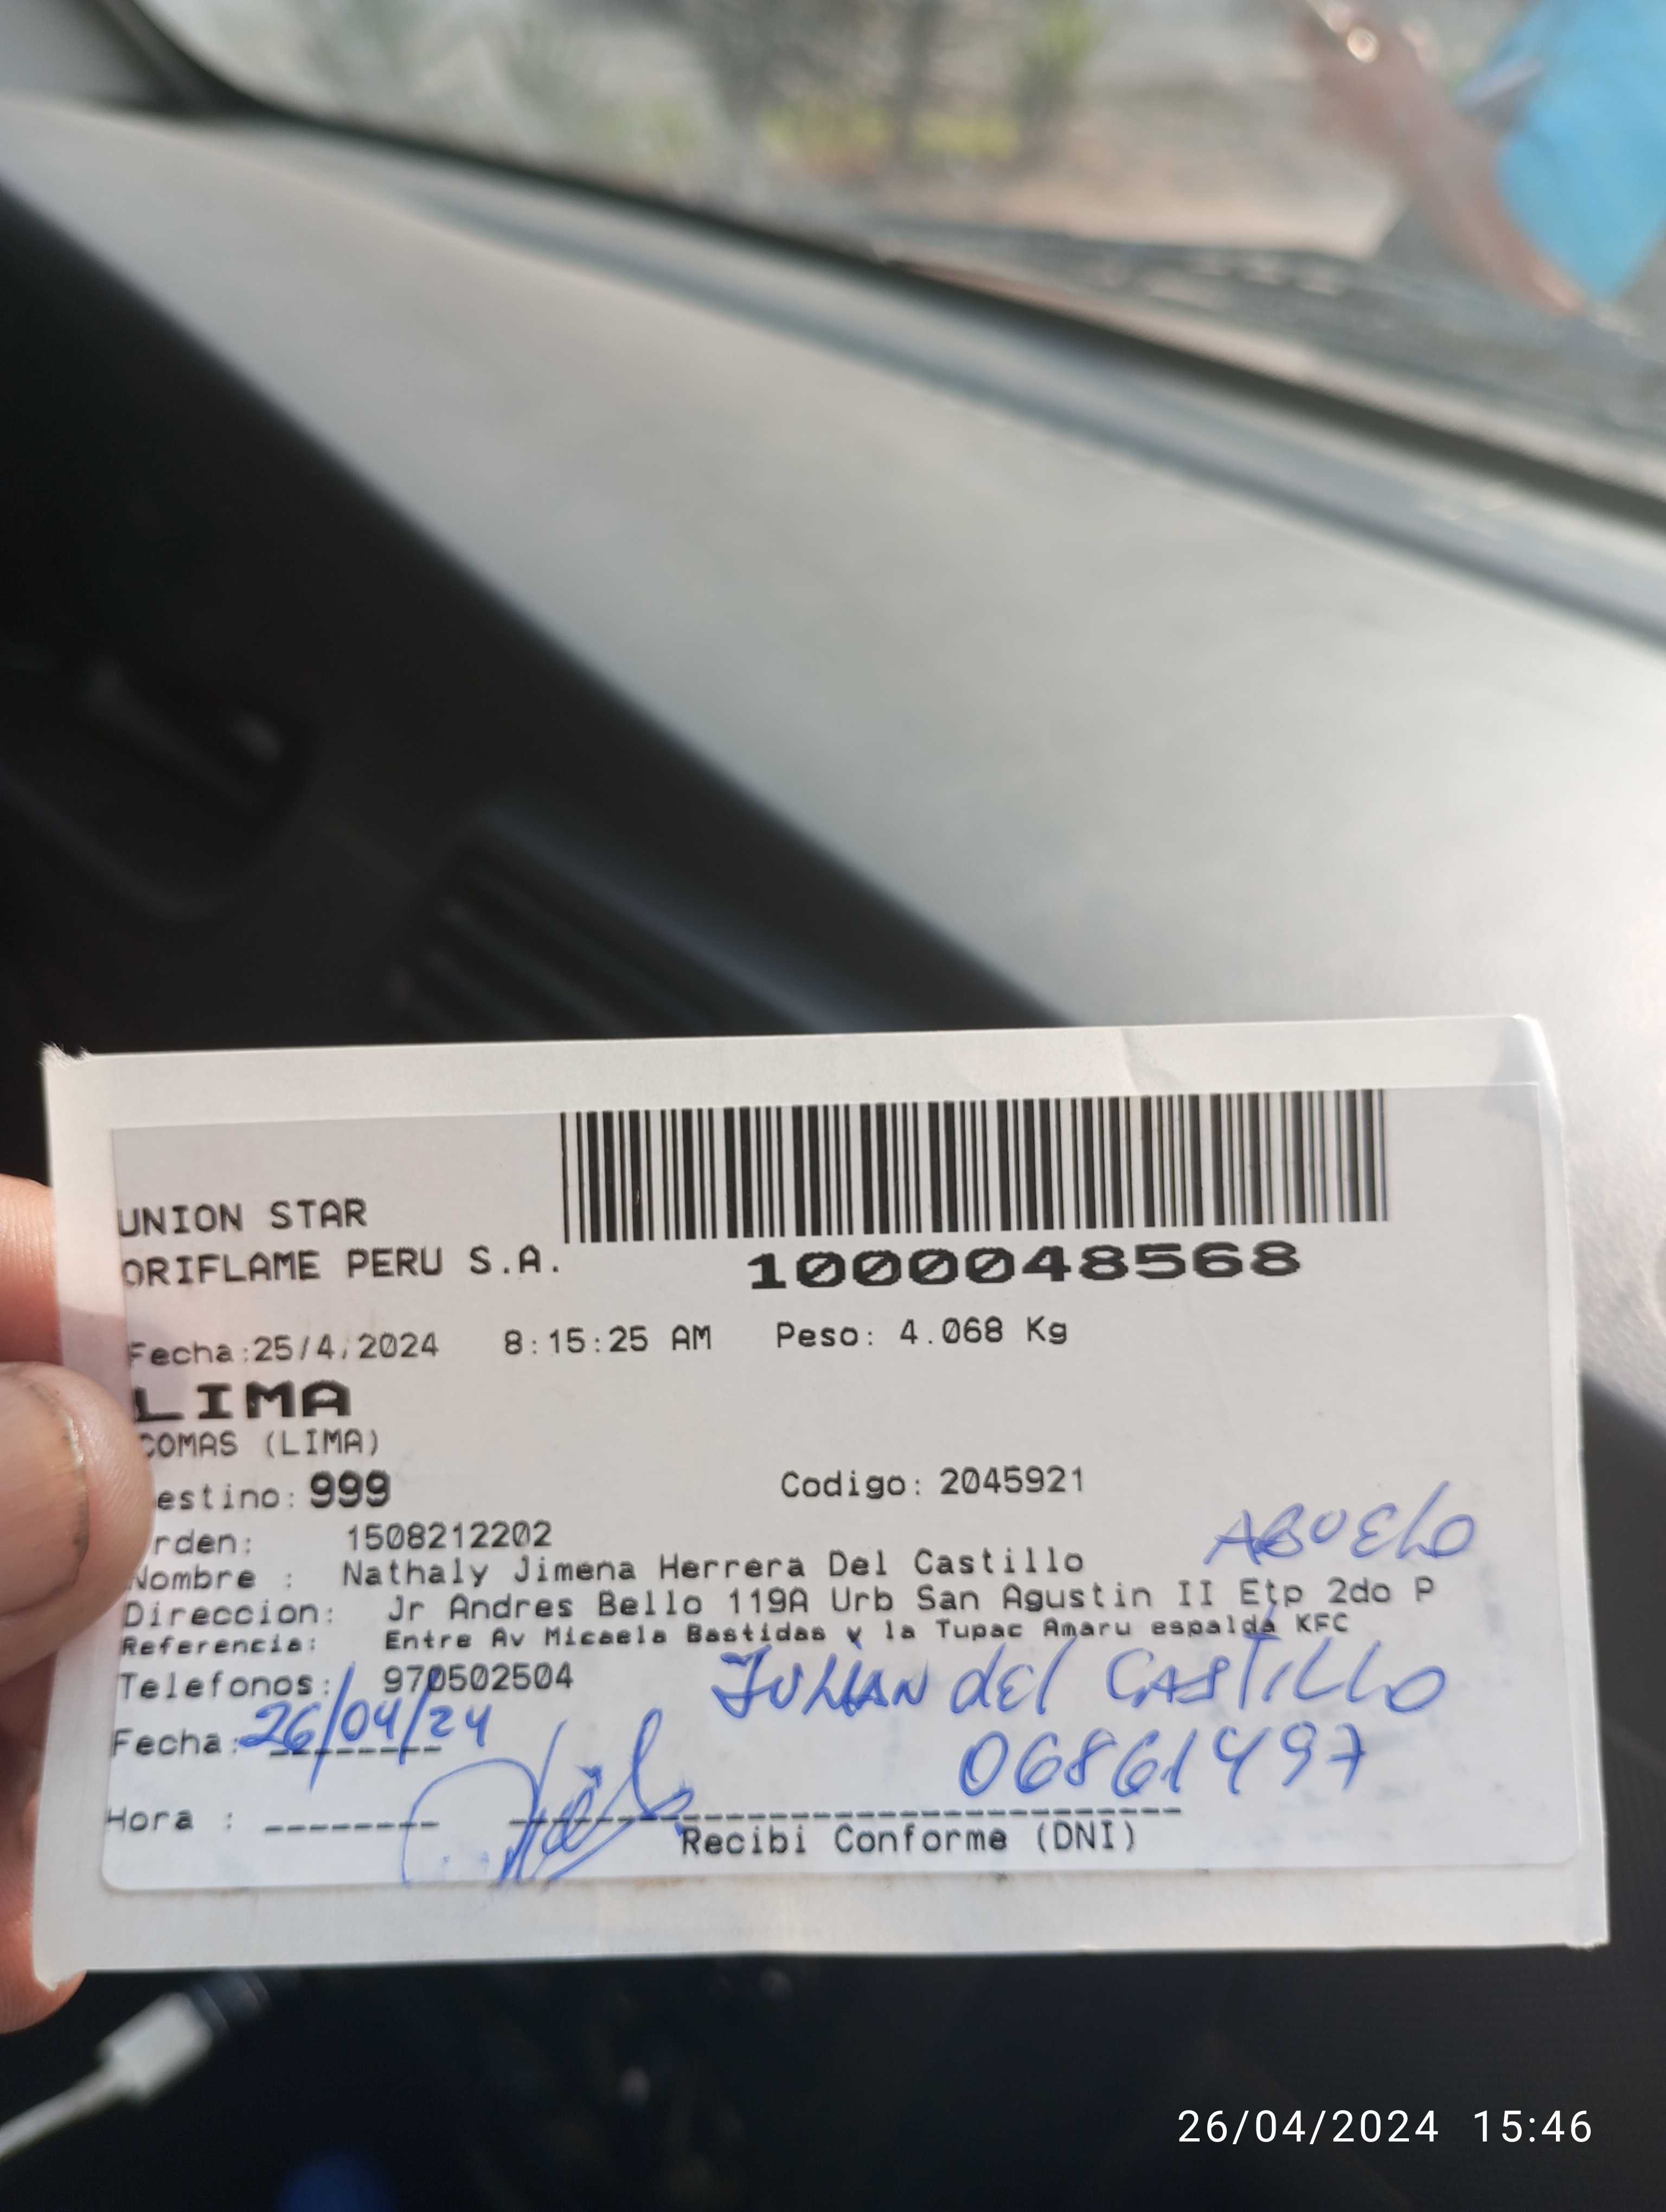 UNION STAR
ORIFLAME PERU S.A.
1000048568
Fecha:25/4/2024 8:15:25 AM Peso: 4.068 Kg
LIMA
COMAS (LIMA)
estino: 999 Codigo: 2045921
ABUELO
rden: 1508212202
Nombre : Nathaly Jimena Herrera Del Castillo
Direccion: Jr Andres Bello 119A Urb San Agustin II Etp 2do P
Referencia: Entre Av Micaela Bastidas y la Tupac Amaru espalda KFC
Telefonos: 970502504
JULIAN del CASTILLO
Fecha: 26/04/24
06861497
Hora :
Recibi Conforme (DNI)
26/04/2024 15:46